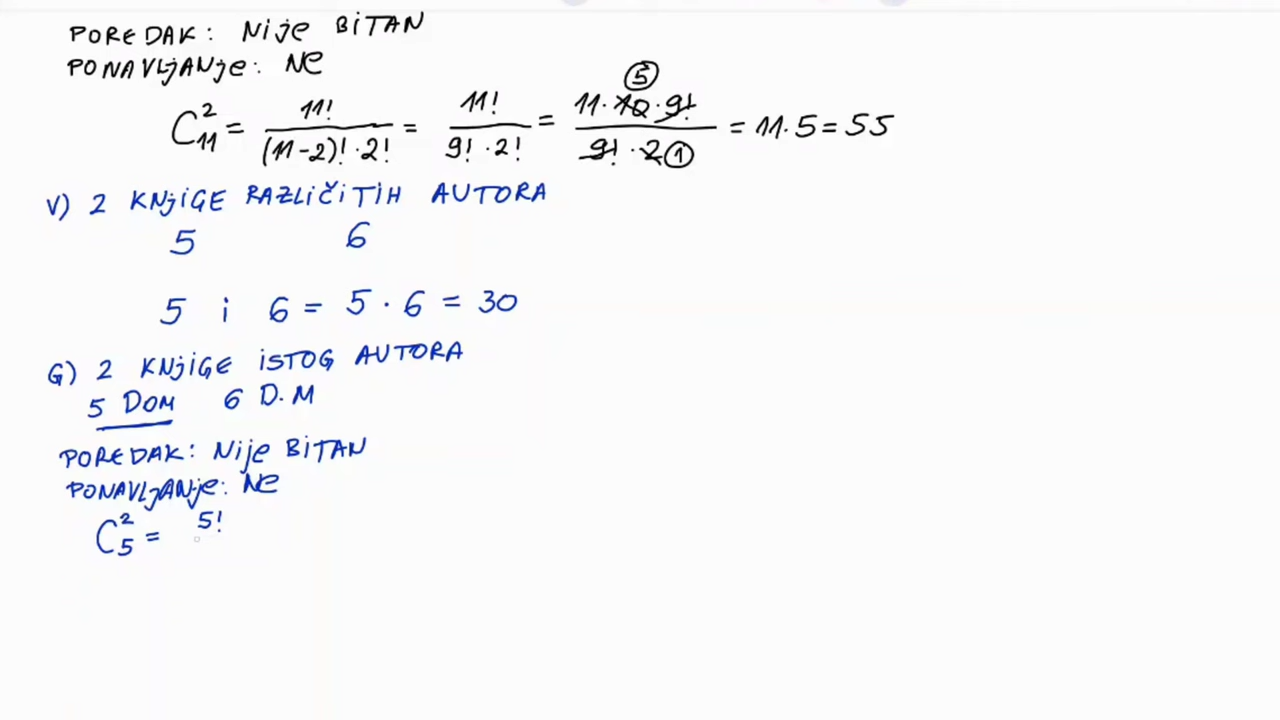 POREDAK: Nije BiTAN
PONAVLjANje: Ne
C²₁₁ = 11! / (11-2)! · 2! = 11! / 9! · 2! = 11 · 10 · 9! / 9! · 2 = 11 · 5 = 55
⑤
①
V) 2 KNjiGE RAZLiČiTiH AUTORA
5 6
5 i 6 = 5 · 6 = 30
G) 2 KNjiGE iSTOG AUTORA
5 DOM 6 D.M
POREDAK: Nije BiTAN
PONAVLjANje: Ne
C²₅ = 5!